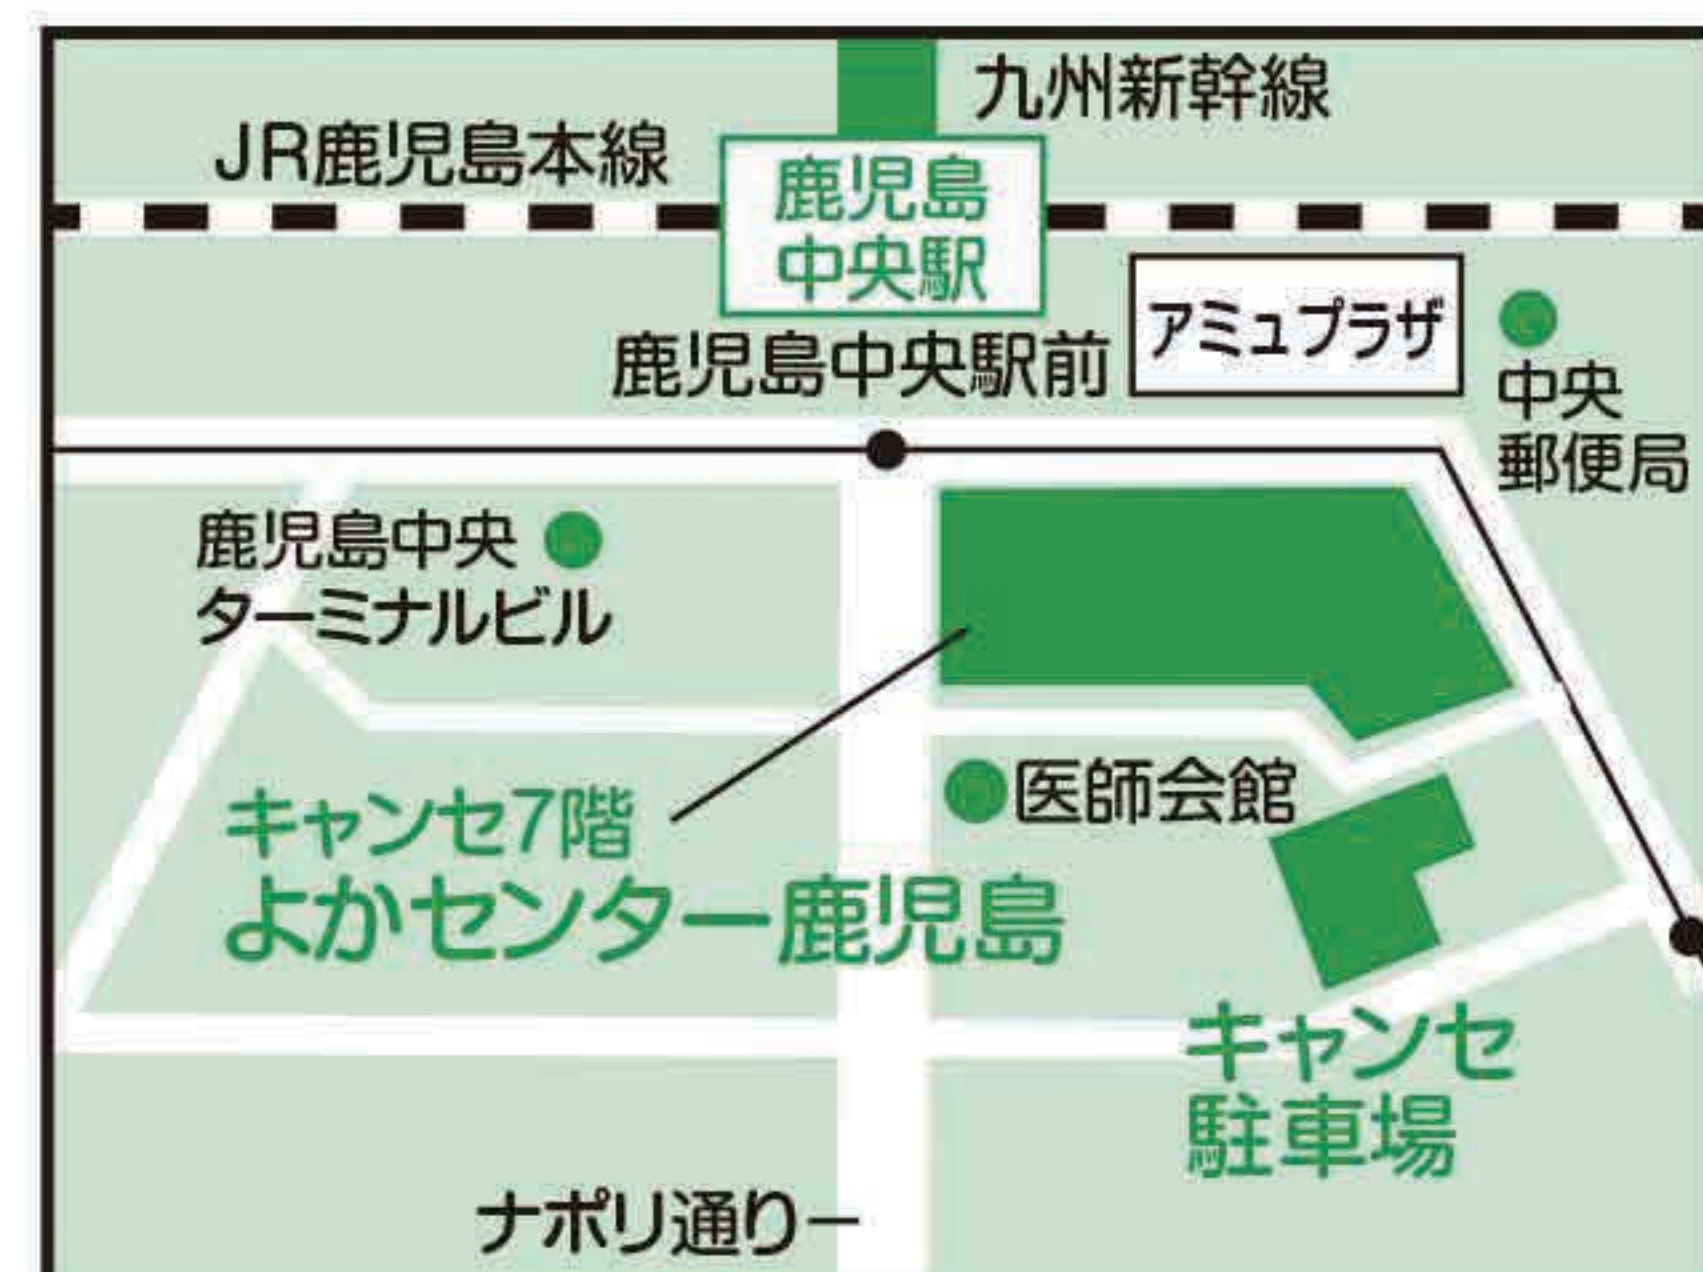 九州新幹線
JR鹿児島本線
鹿児島
中央駅
アミュプラザ
鹿児島中央駅前
中央
郵便局
鹿児島中央
ターミナルビル
医師会館
キャンセ7階
よかセンター鹿児島
キャンセ
駐車場
ナポリ通り